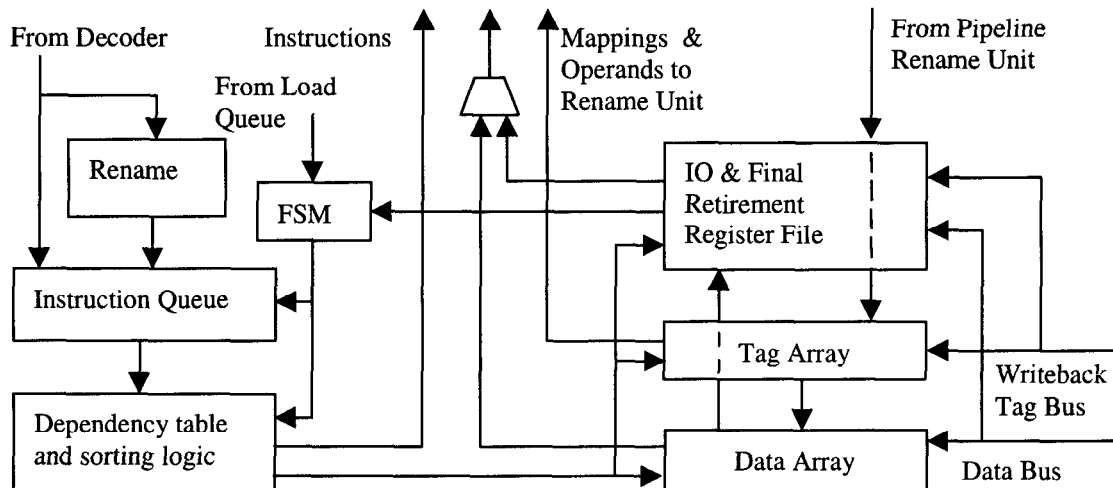 From Decoder
Instructions
Mappings &
Operands to
Rename Unit
From Pipeline
Rename Unit
From Load
Queue
Rename
FSM
IO & Final
Retirement
Register File
Instruction Queue
Tag Array
Writeback
Tag Bus
Dependency table
and sorting logic
Data Array
Data Bus